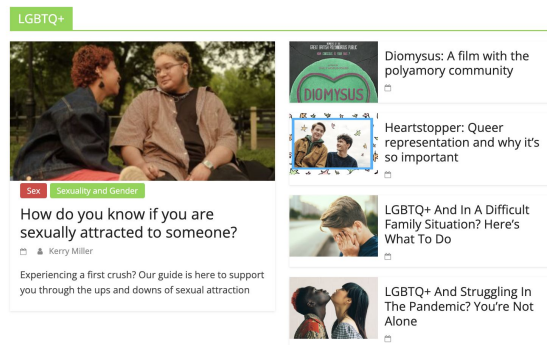 LGBTQ+
Sex
Sexuality and Gender
How do you know if you are
sexually attracted to someone?
Kerry Miller
Experiencing a first crush? Our guide is here to support
you through the ups and downs of sexual attraction
DIOMYSUS
Diomysus: A film with the
polyamory community
Heartstopper: Queer
representation and why it's
so important
LGBTQ+ And In A Difficult
Family Situation? Here's
What To Do
LGBTQ+ And Struggling In
The Pandemic? You're Not
Alone